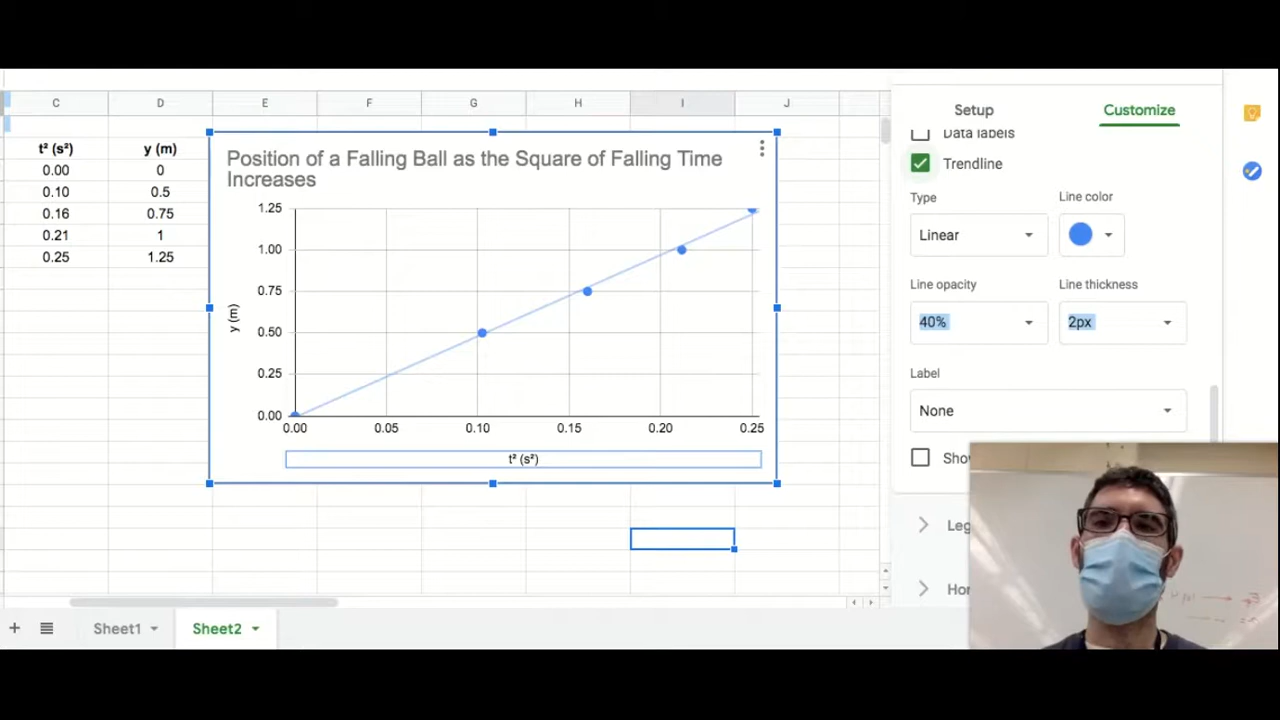 C D E F G H I J
t² (s²) y (m)
0.00 0
0.10 0.5
0.16 0.75
0.21 1
0.25 1.25
Position of a Falling Ball as the Square of Falling Time
Increases
1.25
1.00
0.75
0.50
0.25
0.00
y (m)
0.00 0.05 0.10 0.15 0.20 0.25
t² (s²)
Setup Customize
Data labels
Trendline
Type Line color
Linear
Line opacity Line thickness
40% 2px
Label
None
Sho
Leg
Hor
Sheet1 Sheet2